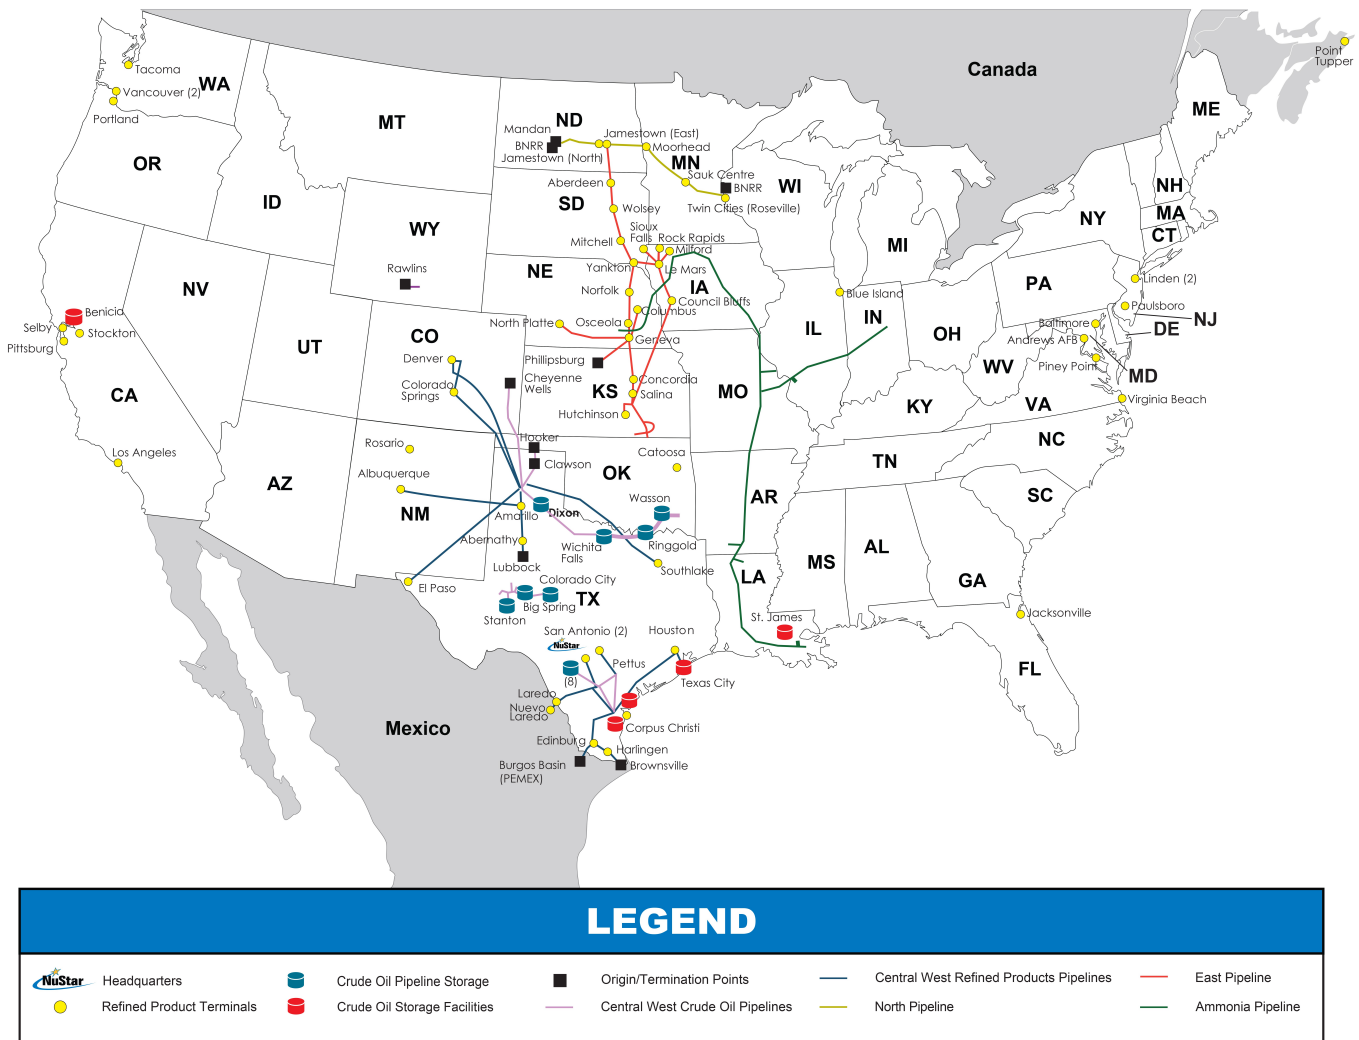 Canada
Point
Tupper
Tacoma
WA
Vancouver (2)
Portland
MT
ND
Mandan
BNRR
Jamestown (East)
Jamestown (North)
Moorhead
MN
Sauk Centre
BNRR
Twin Cities (Roseville)
WI
ME
OR
ID
Aberdeen
SD
Wolsey
NH
MA
CT
NY
MI
WY
Mitchell
Sioux
Falls
Rock Rapids
Milford
Rawlins
NE
Yankton
Le Mars
IA
Norfolk
Council Bluffs
Columbus
North Platte
Osceola
Geneva
Blue Island
IL
IN
OH
PA
Linden (2)
Paulsboro
NJ
DE
Baltimore
Andrews AFB
Piney Point
MD
WV
VA
Virginia Beach
NV
Benicia
Selby
Stockton
Pittsburg
UT
CO
Denver
Colorado
Springs
Phillipsburg
Cheyenne
Wells
KS
Concordia
Salina
Hutchinson
MO
KY
CA
Los Angeles
AZ
Rosario
Albuquerque
NM
Hooker
Clawson
OK
Catoosa
Wasson
AR
TN
NC
SC
Amarillo
Dixon
Abernathy
Lubbock
Wichita
Falls
Ringgold
Southlake
El Paso
Colorado City
Big Spring
Stanton
TX
LA
MS
AL
GA
St. James
Jacksonville
FL
San Antonio (2)
NuStar
Houston
Pettus
(8)
Texas City
Laredo
Nuevo
Laredo
Corpus Christi
Mexico
Edinburg
Harlingen
Burgos Basin
(PEMEX)
Brownsville
LEGEND
NuStar
Headquarters
Crude Oil Pipeline Storage
Origin/Termination Points
Central West Refined Products Pipelines
East Pipeline
Refined Product Terminals
Crude Oil Storage Facilities
Central West Crude Oil Pipelines
North Pipeline
Ammonia Pipeline